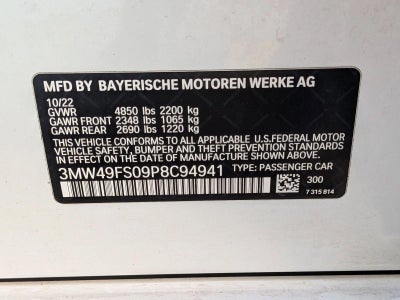 MFD BY BAYERISCHE MOTOREN WERKE AG
10/22
GVWR 4850 lbs 2200 kg
GAWR FRONT 2348 lbs 1065 kg
GAWR REAR 2690 lbs 1220 kg
THIS VEHICLE CONFORMS TO ALL APPLICABLE U.S.FEDERAL MOTOR
VEHICLE SAFETY, BUMPER, AND THEFT PREVENTION STANDARDS IN
EFFECT ON THE DATE OF MANUFACTURE SHOWN ABOVE.
3MW49FS09P8C94941 TYPE: PASSENGER CAR
300
7 315 814